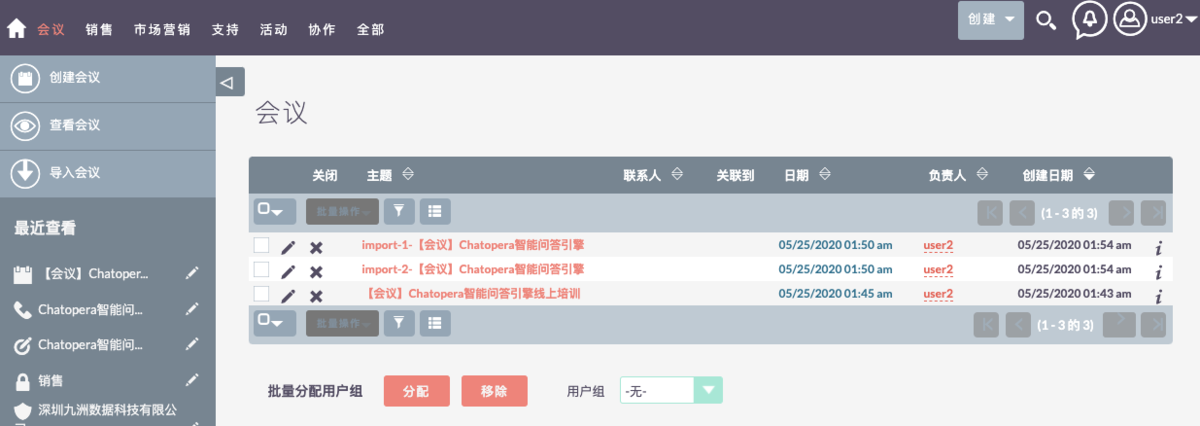 会议 销售 市场营销 支持 活动 协作 全部 创建 user2
创建会议
查看会议
导入会议
最近查看
【会议】Chatoper...
Chatopera智能问...
Chatopera智能问...
销售
深圳九洲数据科技有限公
会议
关闭 主题 联系人 关联到 日期 负责人 创建日期
批量操作 (1 - 3 的 3)
import-1-【会议】Chatopera智能问答引擎 05/25/2020 01:50 am user2 05/25/2020 01:54 am
import-2-【会议】Chatopera智能问答引擎 05/25/2020 01:50 am user2 05/25/2020 01:54 am
【会议】Chatopera智能问答引擎线上培训 05/25/2020 01:45 am user2 05/25/2020 01:43 am
批量操作 (1 - 3 的 3)
批量分配用户组 分配 移除 用户组 -无-